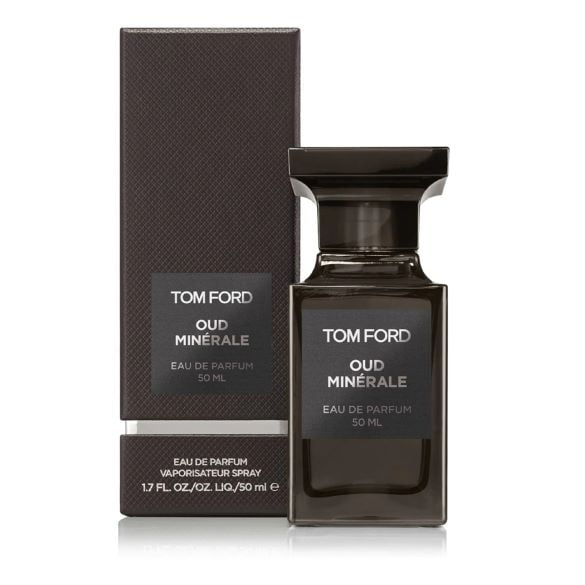 TOM FORD
OUD
MINÉRALE
EAU DE PARFUM
50 ML
EAU DE PARFUM
VAPORISATEUR SPRAY
1.7 FL. OZ./OZ. LIQ./50 ml ℮
TOM FORD
OUD
MINÉRALE
EAU DE PARFUM
50 ML